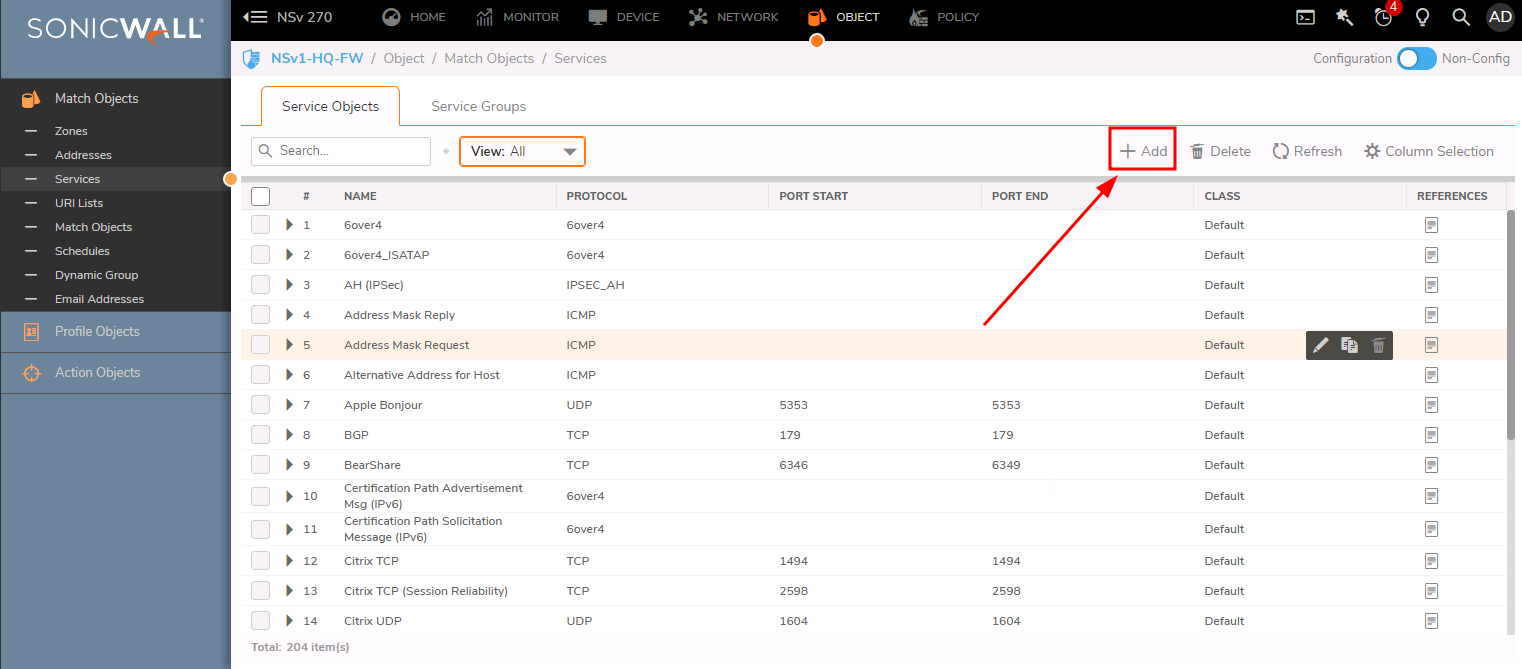 SONICWALL
NSv 270 HOME MONITOR DEVICE NETWORK OBJECT POLICY 4 AD
NSv1-HQ-FW / Object / Match Objects / Services Configuration Non-Config
Match Objects
Zones
Addresses
Services
URI Lists
Match Objects
Schedules
Dynamic Group
Email Addresses
Profile Objects
Action Objects
Service Objects Service Groups
Search... View: All Add Delete Refresh Column Selection
# NAME PROTOCOL PORT START PORT END CLASS REFERENCES
1 6over4 6over4 Default
2 6over4_ISATAP 6over4 Default
3 AH (IPSec) IPSEC_AH Default
4 Address Mask Reply ICMP Default
5 Address Mask Request ICMP Default
6 Alternative Address for Host ICMP Default
7 Apple Bonjour UDP 5353 5353 Default
8 BGP TCP 179 179 Default
9 BearShare TCP 6346 6349 Default
10 Certification Path Advertisement
Msg (IPv6) 6over4 Default
11 Certification Path Solicitation
Message (IPv6) 6over4 Default
12 Citrix TCP TCP 1494 1494 Default
13 Citrix TCP (Session Reliability) TCP 2598 2598 Default
14 Citrix UDP UDP 1604 1604 Default
Total: 204 item(s)